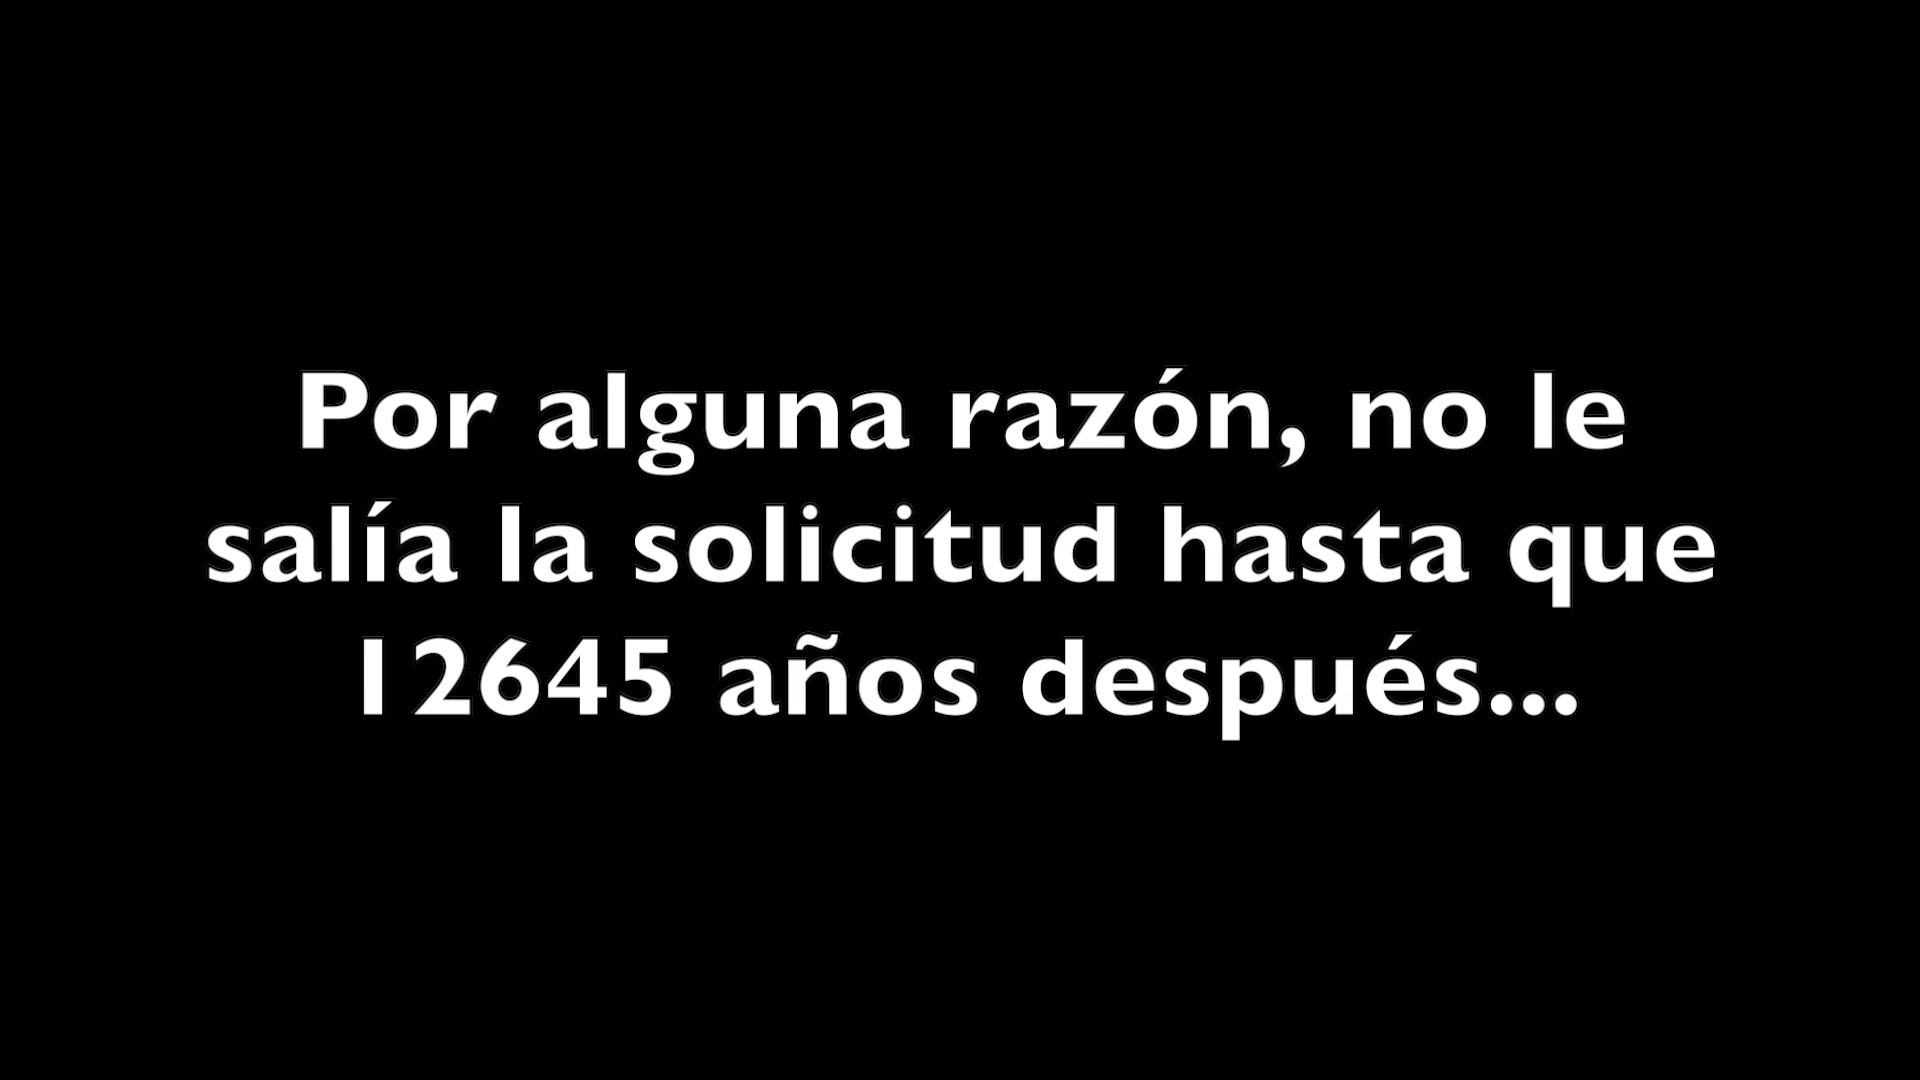 Por alguna razón, no le
salía la solicitud hasta que
12645 años después...